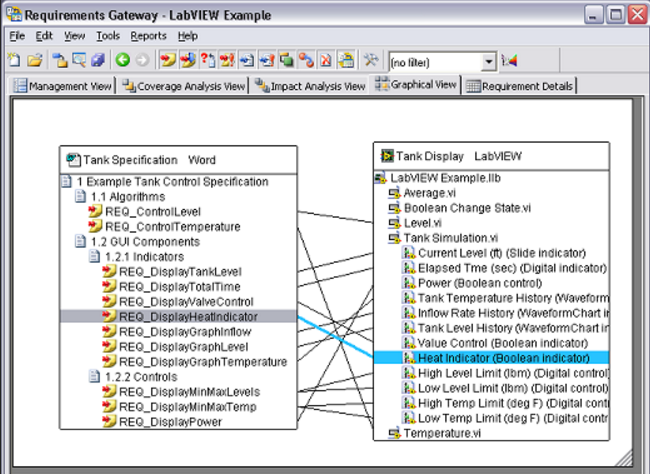 Requirements Gateway - LabVIEW Example
File Edit View Tools Reports Help
(no filter)
Management View Coverage Analysis View Impact Analysis View Graphical View Requirement Details
Tank Specification Word
1 Example Tank Control Specification
1.1 Algorithms
REQ_ControlLevel
REQ_ControlTemperature
1.2 GUI Components
1.2.1 Indicators
REQ_DisplayTankLevel
REQ_DisplayTotalTime
REQ_DisplayValveControl
REQ_DisplayHeatIndicator
REQ_DisplayGraphInflow
REQ_DisplayGraphLevel
REQ_DisplayGraphTemperature
1.2.2 Controls
REQ_DisplayMinMaxLevels
REQ_DisplayMinMaxTemp
REQ_DisplayPower
Tank Display LabVIEW
LabVIEW Example.llb
Average.vi
Boolean Change State.vi
Level.vi
Tank Simulation.vi
Current Level (ft) (Slide indicator)
Elapsed Tme (sec) (Digital indicator)
Power (Boolean control)
Tank Temperature History (Waveform
Inflow Rate History (WaveformChart in
Tank Level History (WaveformChart i
Value Control (Boolean indicator)
Heat Indicator (Boolean indicator)
High Level Limit (lbm) (Digital control)
Low Level Limit (lbm) (Digital control)
High Temp Limit (deg F) (Digital cont
Low Temp Limit (deg F) (Digital contr
Temperature.vi